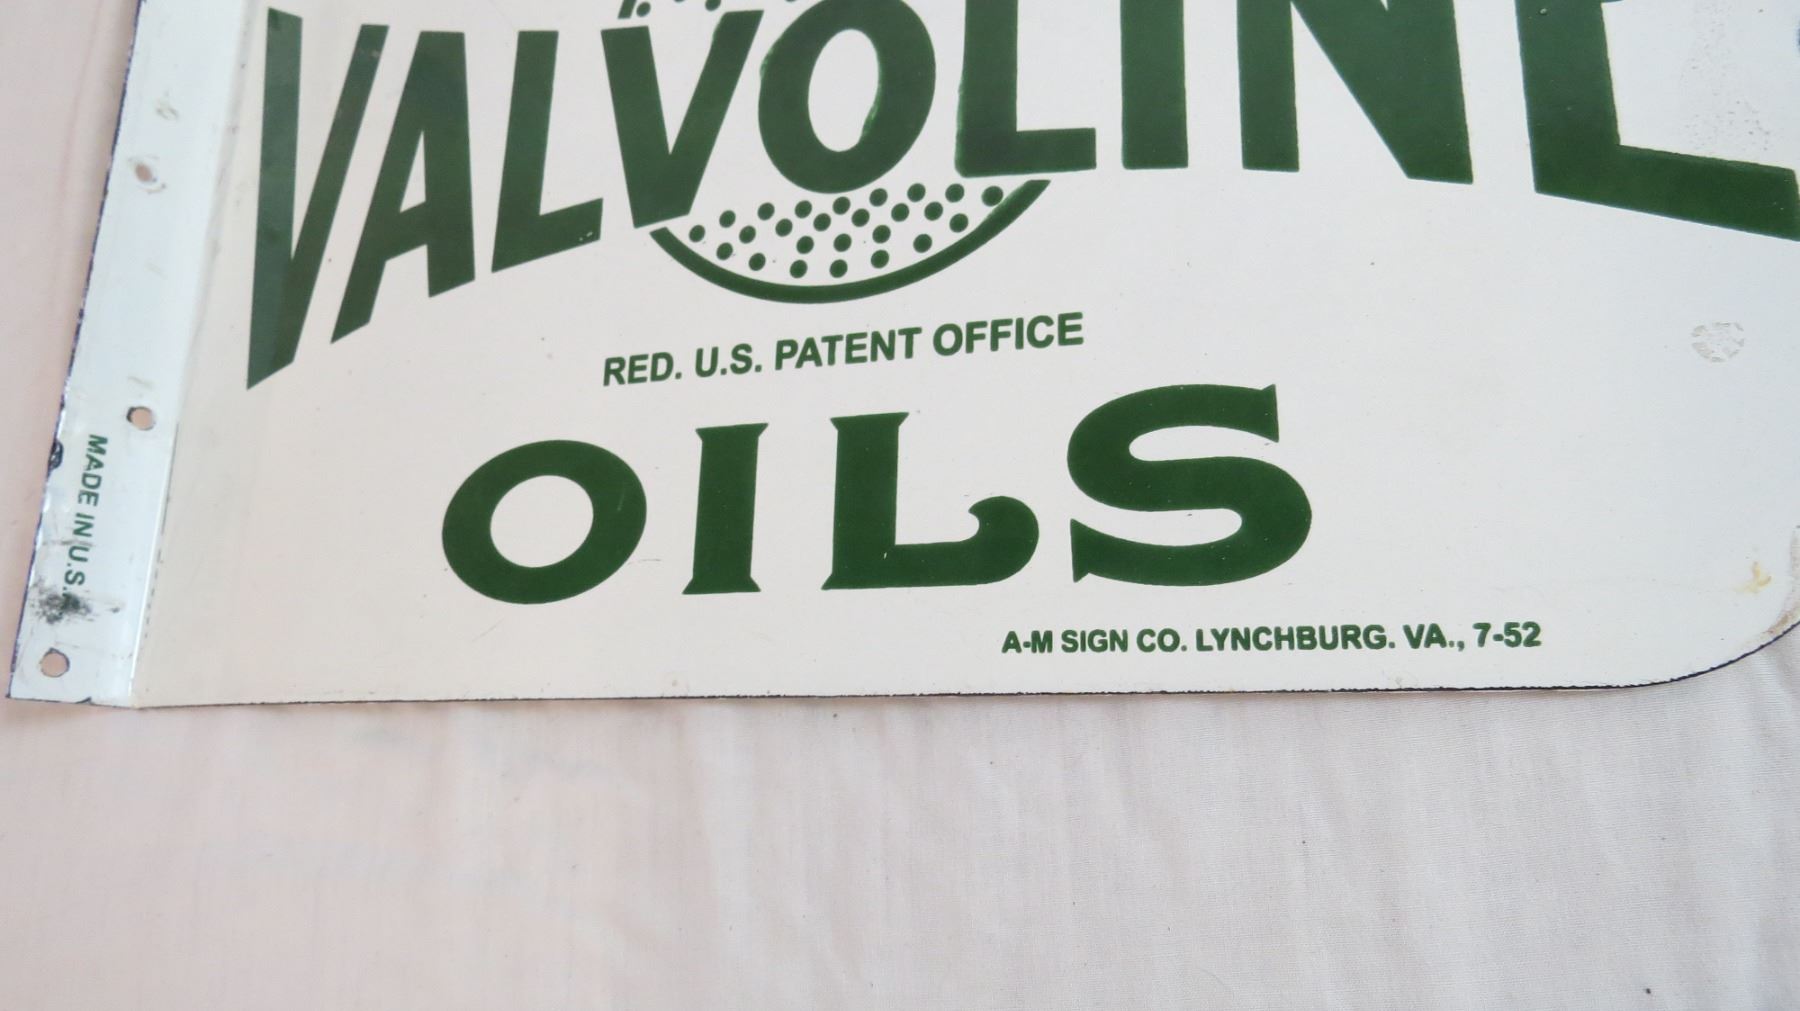 VALVOLINE
RED. U.S. PATENT OFFICE
OILS
A-M SIGN CO. LYNCHBURG. VA., 7-52
MADE IN U.S.